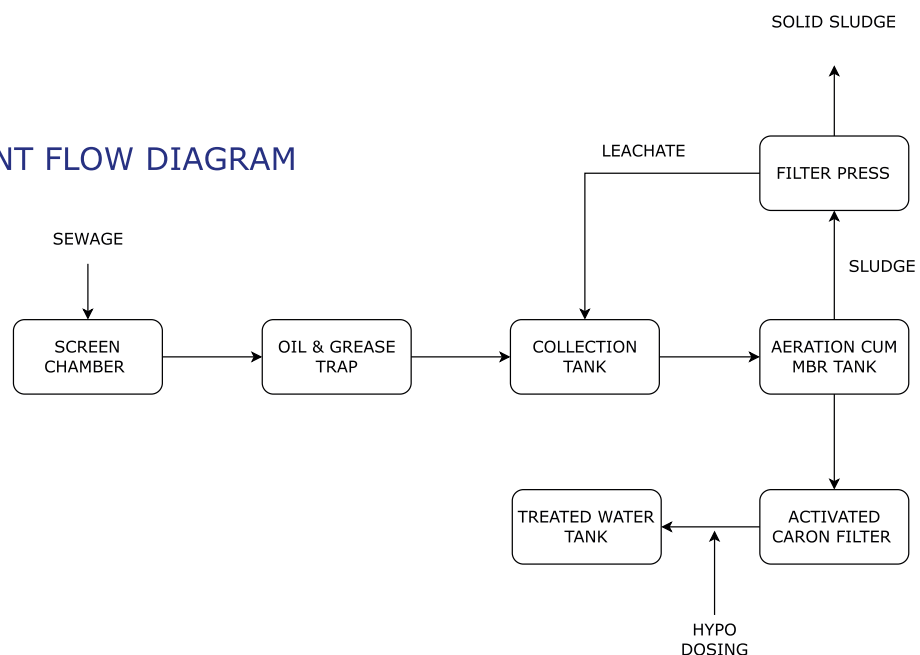 SOLID SLUDGE
NT FLOW DIAGRAM
LEACHATE
FILTER PRESS
SEWAGE
SLUDGE
SCREEN
CHAMBER
OIL & GREASE
TRAP
COLLECTION
TANK
AERATION CUM
MBR TANK
TREATED WATER
TANK
ACTIVATED
CARON FILTER
HYPO
DOSING